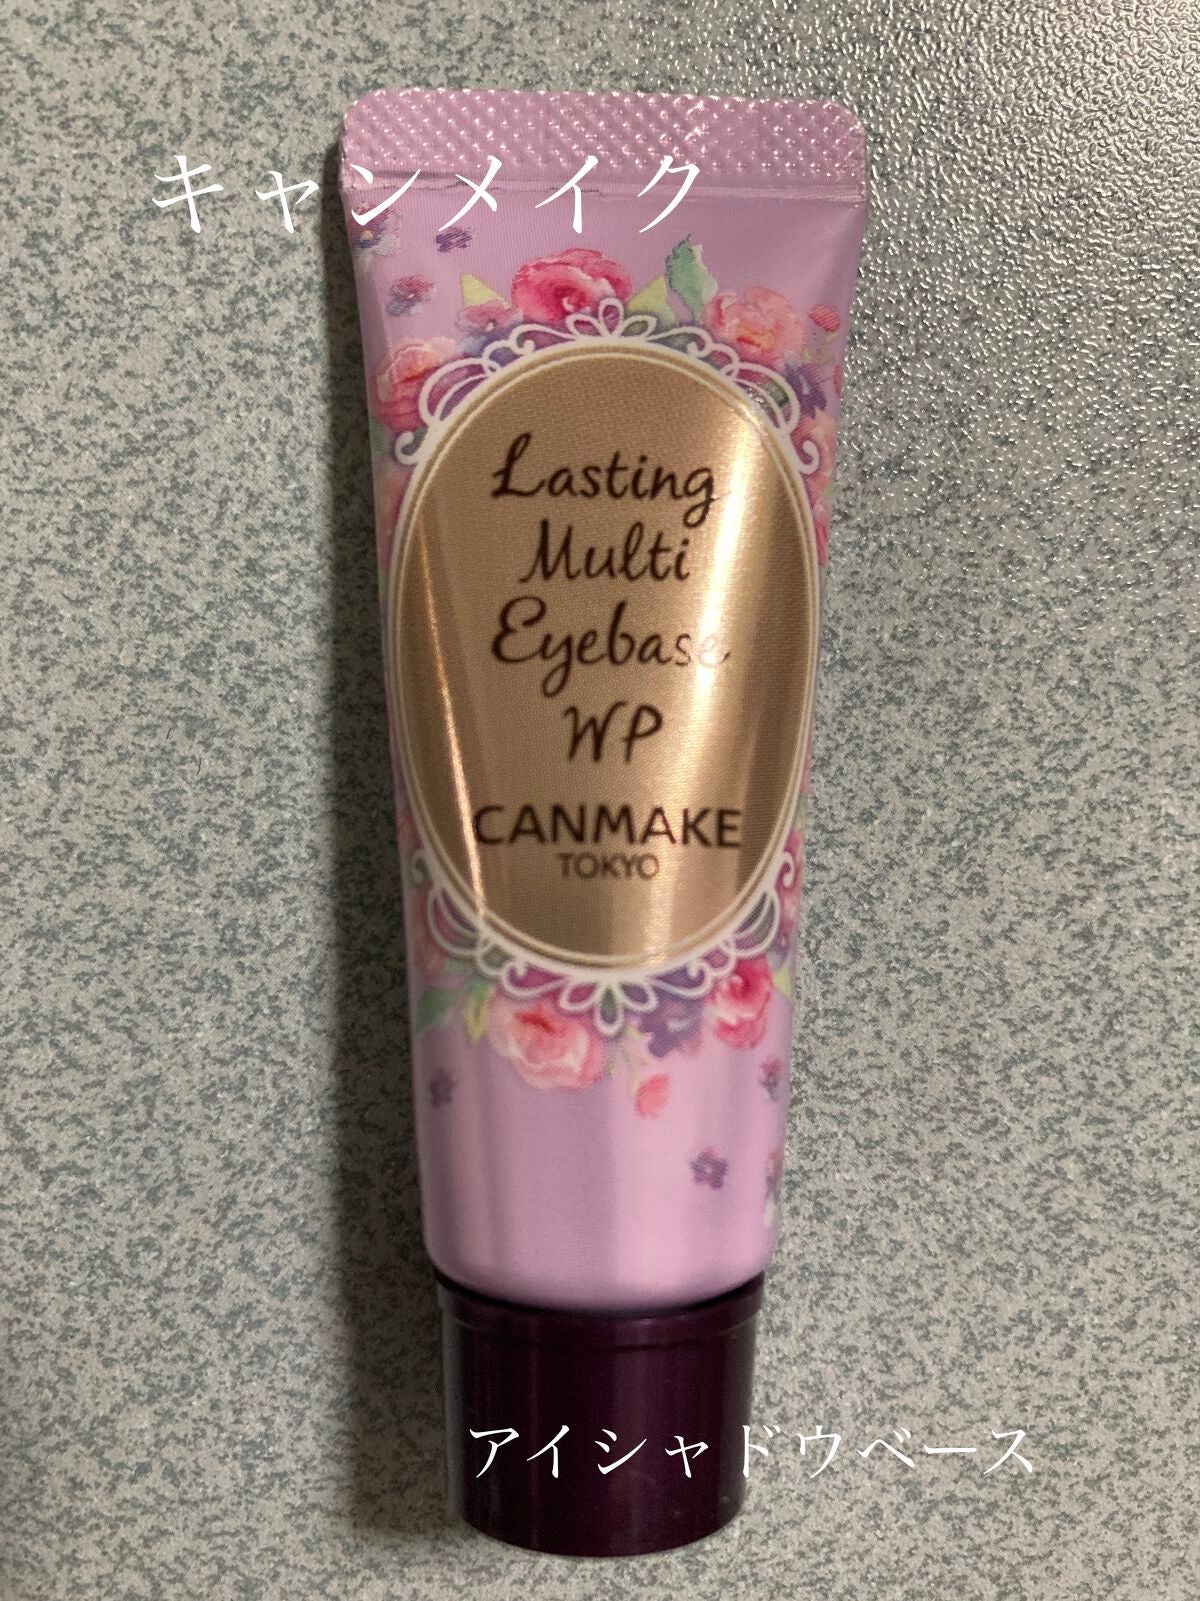 キャンメイク
Lasting
Multi
Eyebase
WP
CANMAKE
TOKYO
アイシャドウベース